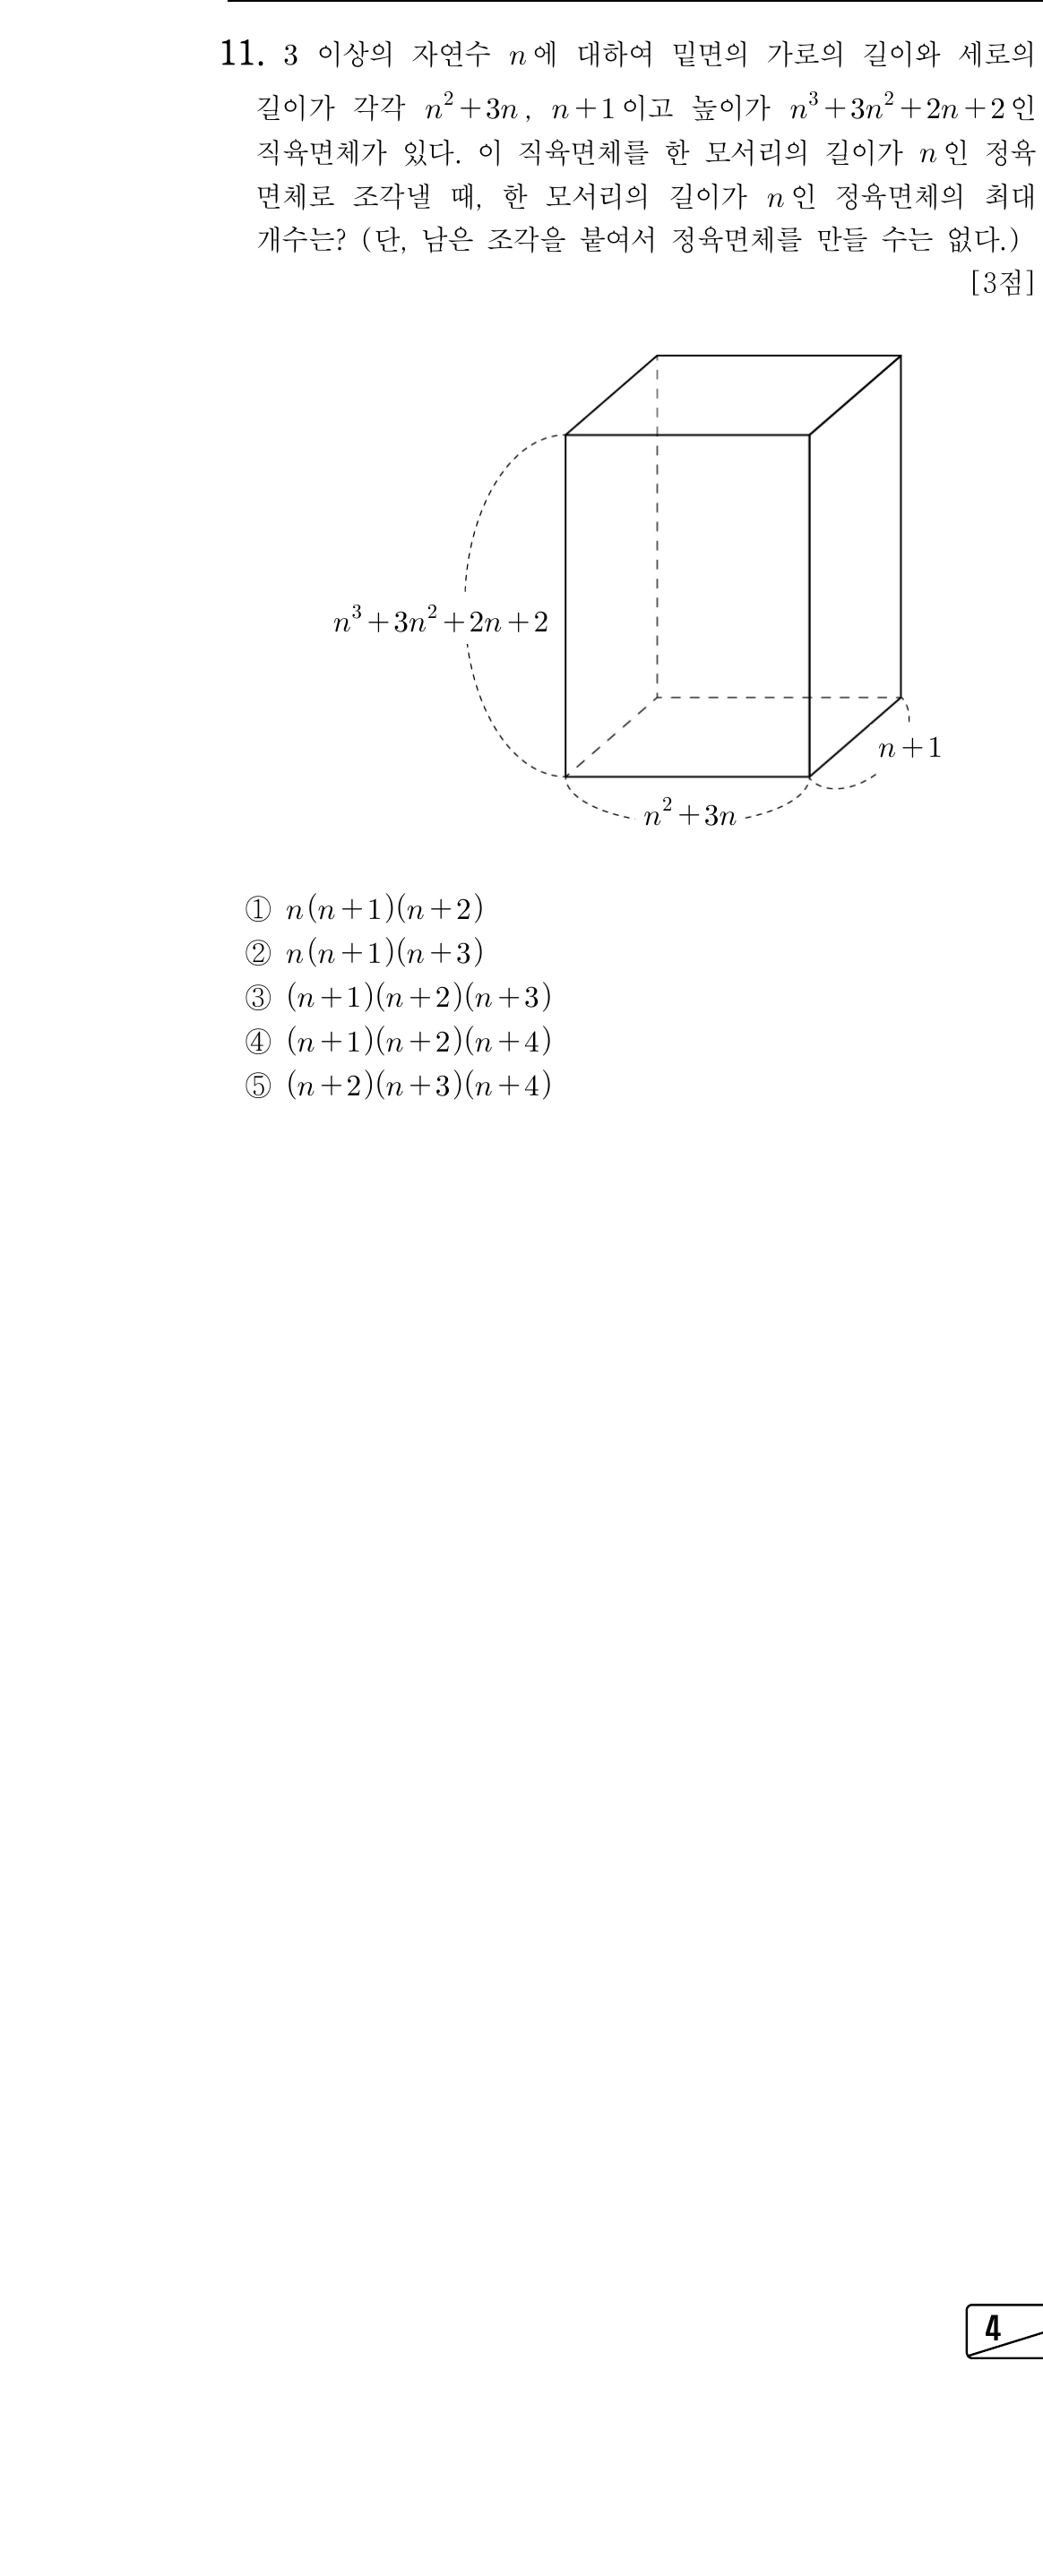 11. 3 이상의 자연수 n에 대하여 밑면의 가로의 길이와 세로의
길이가 각각 n²+3n, n+1이고 높이가 n³+3n²+2n+2인
직육면체가 있다. 이 직육면체를 한 모서리의 길이가 n인 정육
면체로 조각낼 때, 한 모서리의 길이가 n인 정육면체의 최대
개수는? (단, 남은 조각을 붙여서 정육면체를 만들 수는 없다.)
[3점]
n³+3n²+2n+2
n+1
n²+3n
① n(n+1)(n+2)
② n(n+1)(n+3)
③ (n+1)(n+2)(n+3)
④ (n+1)(n+2)(n+4)
⑤ (n+2)(n+3)(n+4)
4